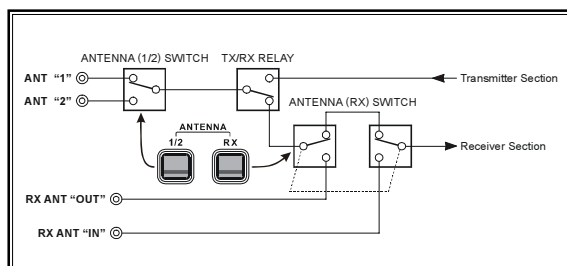 ANTENNA (1/2) SWITCH
TX/RX RELAY
ANT "1"
Transmitter Section
ANT "2"
ANTENNA (RX) SWITCH
ANTENNA
1/2
RX
Receiver Section
RX ANT "OUT"
RX ANT "IN"